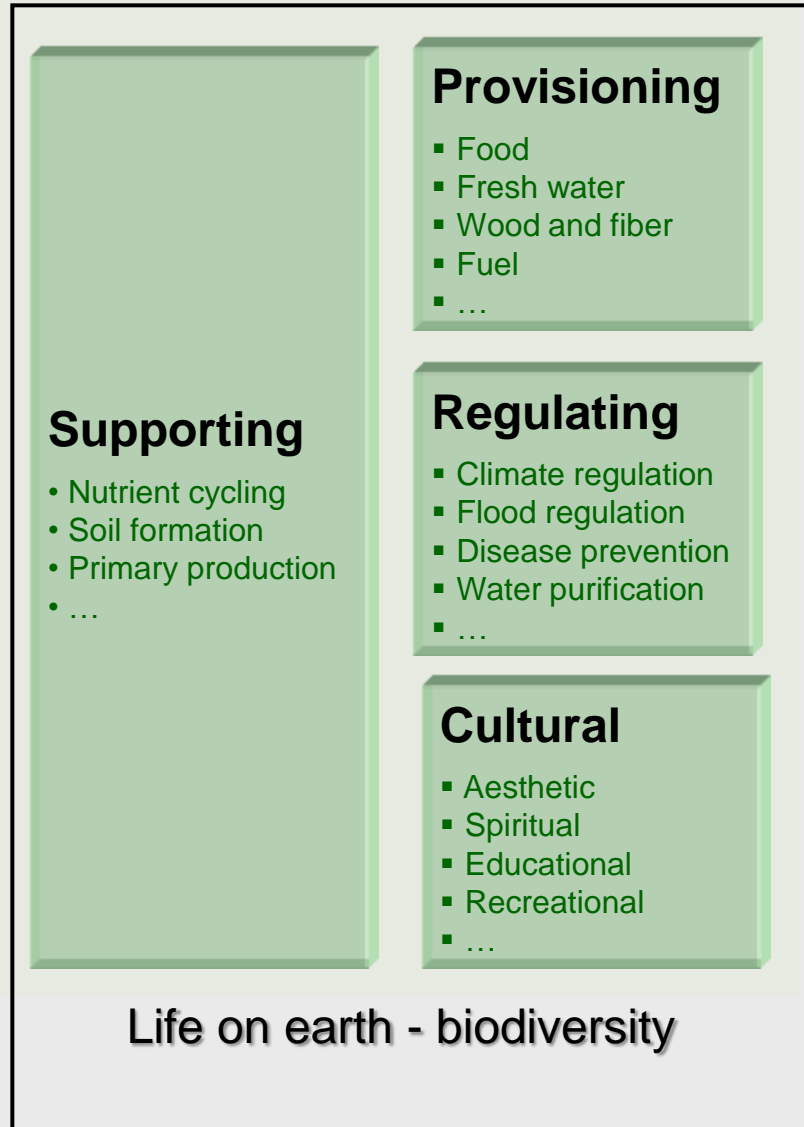 Supporting
• Nutrient cycling
• Soil formation
• Primary production
• …
Provisioning
▪ Food
▪ Fresh water
▪ Wood and fiber
▪ Fuel
▪ …
Regulating
▪ Climate regulation
▪ Flood regulation
▪ Disease prevention
▪ Water purification
▪ …
Cultural
▪ Aesthetic
▪ Spiritual
▪ Educational
▪ Recreational
▪ …
Life on earth - biodiversity